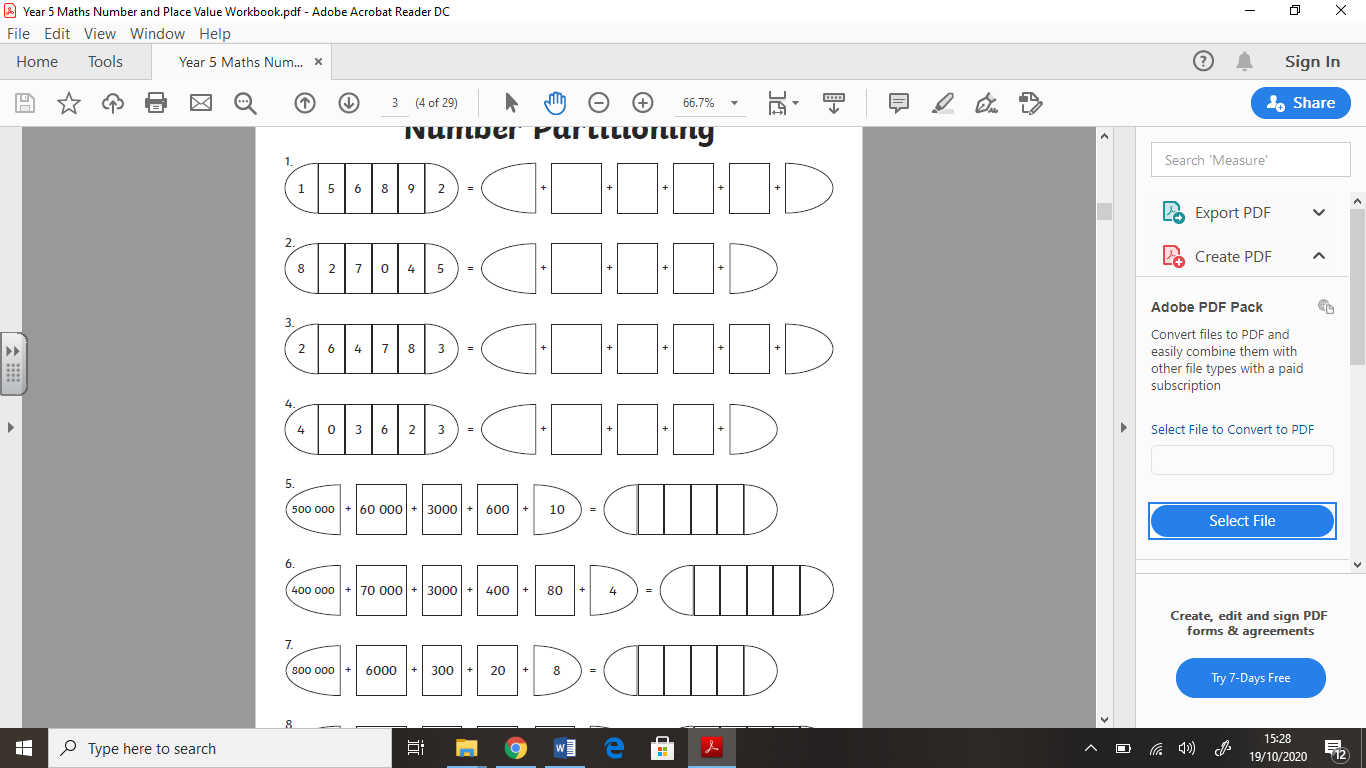 Year 5 Maths Number and Place Value Workbook.pdf - Adobe Acrobat Reader DC
File Edit View Window Help
Home Tools Year 5 Maths Num... × Sign In
3 (4 of 29) 66.7% Share
Number Partitioning
1.
1 5 6 8 9 2 = + + + + +
2.
8 2 7 0 4 5 = + + + +
3.
2 6 4 7 8 3 = + + + + +
4.
4 0 3 6 2 3 = + + + +
5.
500 000 + 60 000 + 3000 + 600 + 10 =
6.
400 000 + 70 000 + 3000 + 400 + 80 + 4 =
7.
800 000 + 6000 + 300 + 20 + 8 =
8
Search 'Measure'
Export PDF
Create PDF
Adobe PDF Pack
Convert files to PDF and
easily combine them with
other file types with a paid
subscription
Select File to Convert to PDF
Select File
Create, edit and sign PDF
forms & agreements
Try 7-Days Free
Type here to search
15:28
19/10/2020
12